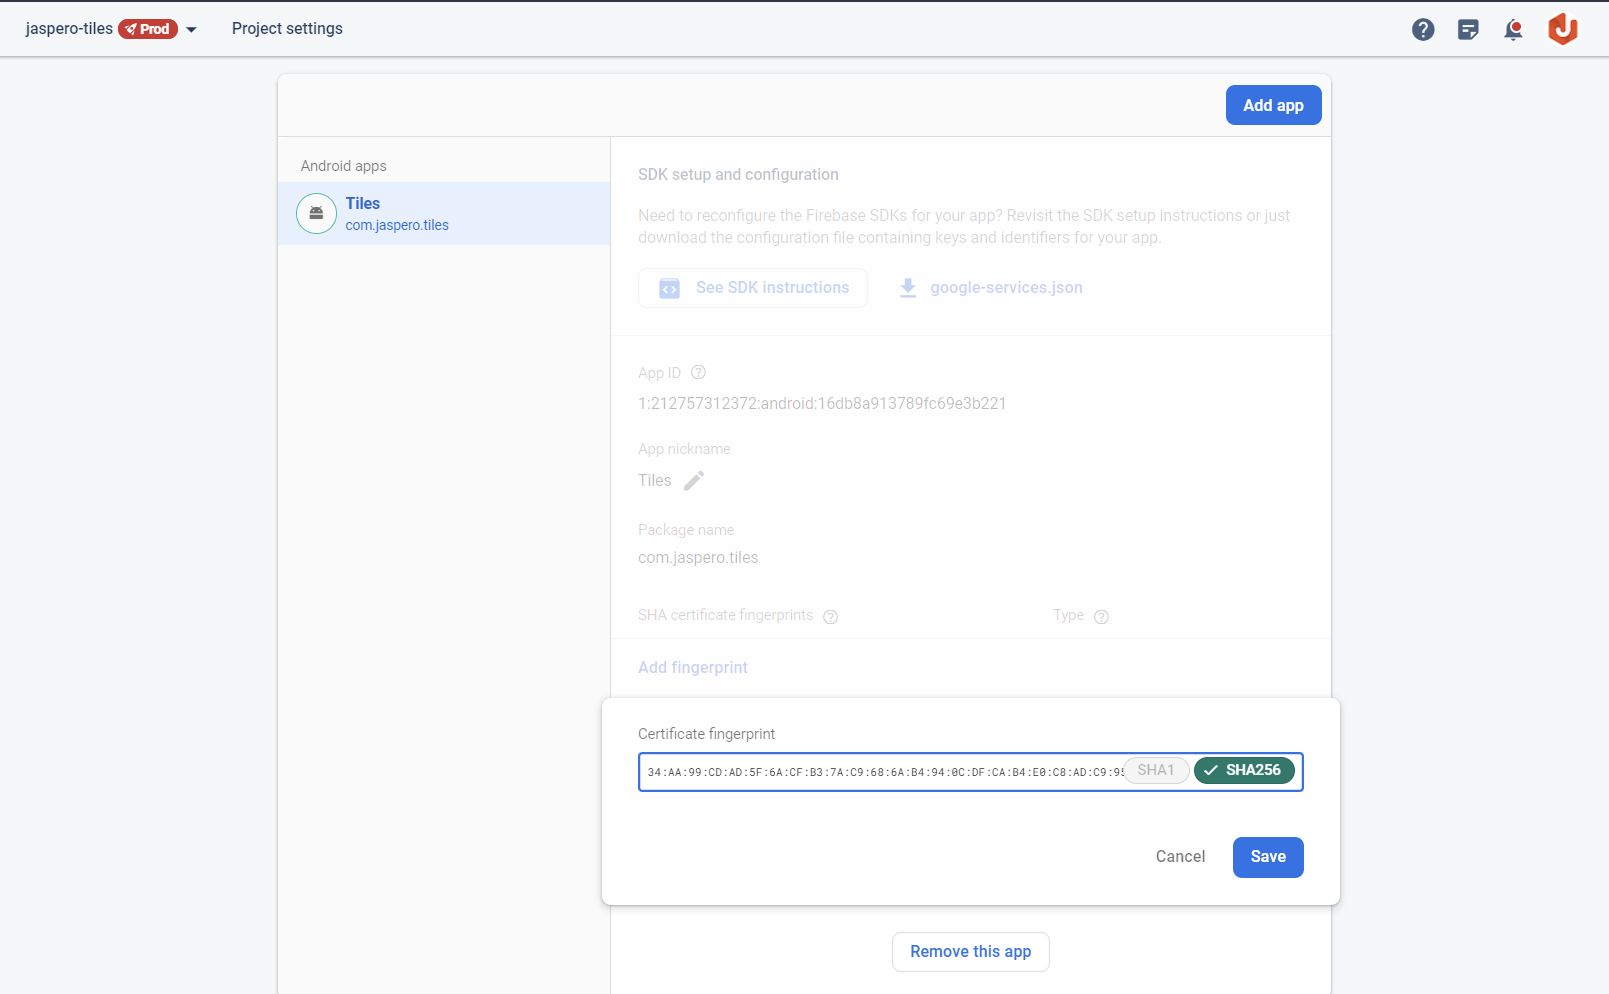 jaspero-tiles Prod Project settings
Add app
Android apps
Tiles
com.jaspero.tiles
SDK setup and configuration
Need to reconfigure the Firebase SDKs for your app? Revisit the SDK setup instructions or just
download the configuration file containing keys and identifiers for your app.
See SDK instructions google-services.json
App ID
1:212757312372:android:16db8a913789fc69e3b221
App nickname
Tiles
Package name
com.jaspero.tiles
SHA certificate fingerprints Type
Add fingerprint
Certificate fingerprint
34:AA:99:CD:AD:5F:6A:CF:B3:7A:C9:68:6A:B4:94:0C:DF:CA:B4:E0:C8:AD:C9: SHA1 SHA256
Cancel Save
Remove this app